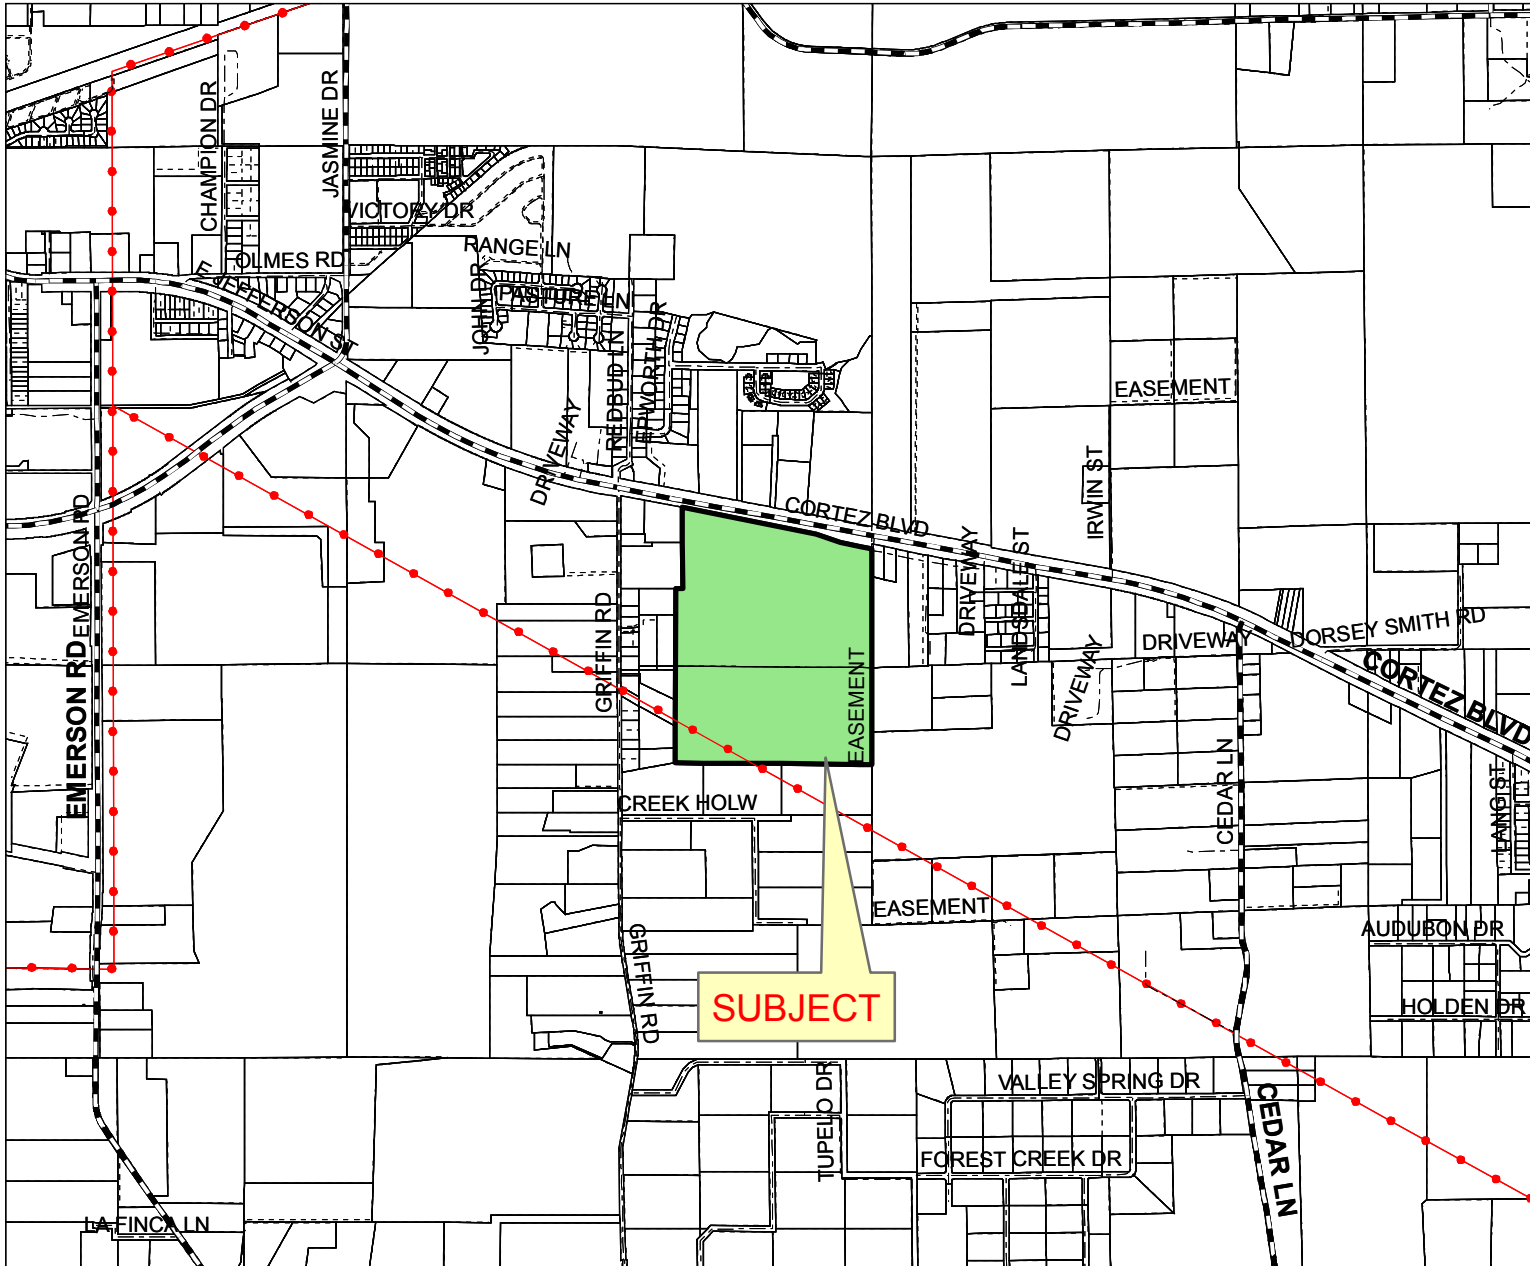 CHAMPION DR
JASMINE DR
VICTORY DR
OLMES RD
E JEFFERSON ST
RANGE LN
JOHN DR
PASTURE LN
REDBUD LN
EPWORTH DR
DRIVEWAY
EASEMENT
IRWIN ST
CORTEZ BLVD
DRIVEWAY
LANDSDALE ST
EMERSON RD
EMERSON RD
GRIFFIN RD
EASEMENT
DRIVEWAY
DRIVEWAY
DORSEY SMITH RD
CORTEZ BLVD
CEDAR LN
LANG ST
CREEK HOLW
EASEMENT
AUDUBON DR
GRIFFIN RD
SUBJECT
HOLDEN DR
TUPELO DR
VALLEY SPRING DR
FOREST CREEK DR
CEDAR LN
LA FINCA LN